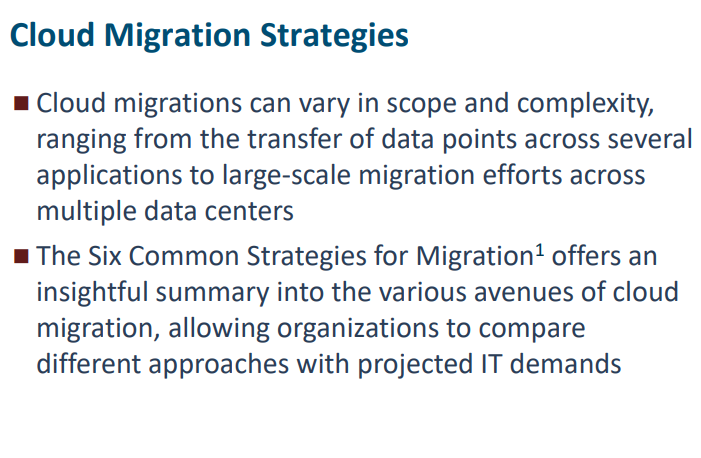 Cloud Migration Strategies
■ Cloud migrations can vary in scope and complexity,
ranging from the transfer of data points across several
applications to large-scale migration efforts across
multiple data centers
■ The Six Common Strategies for Migration¹ offers an
insightful summary into the various avenues of cloud
migration, allowing organizations to compare
different approaches with projected IT demands